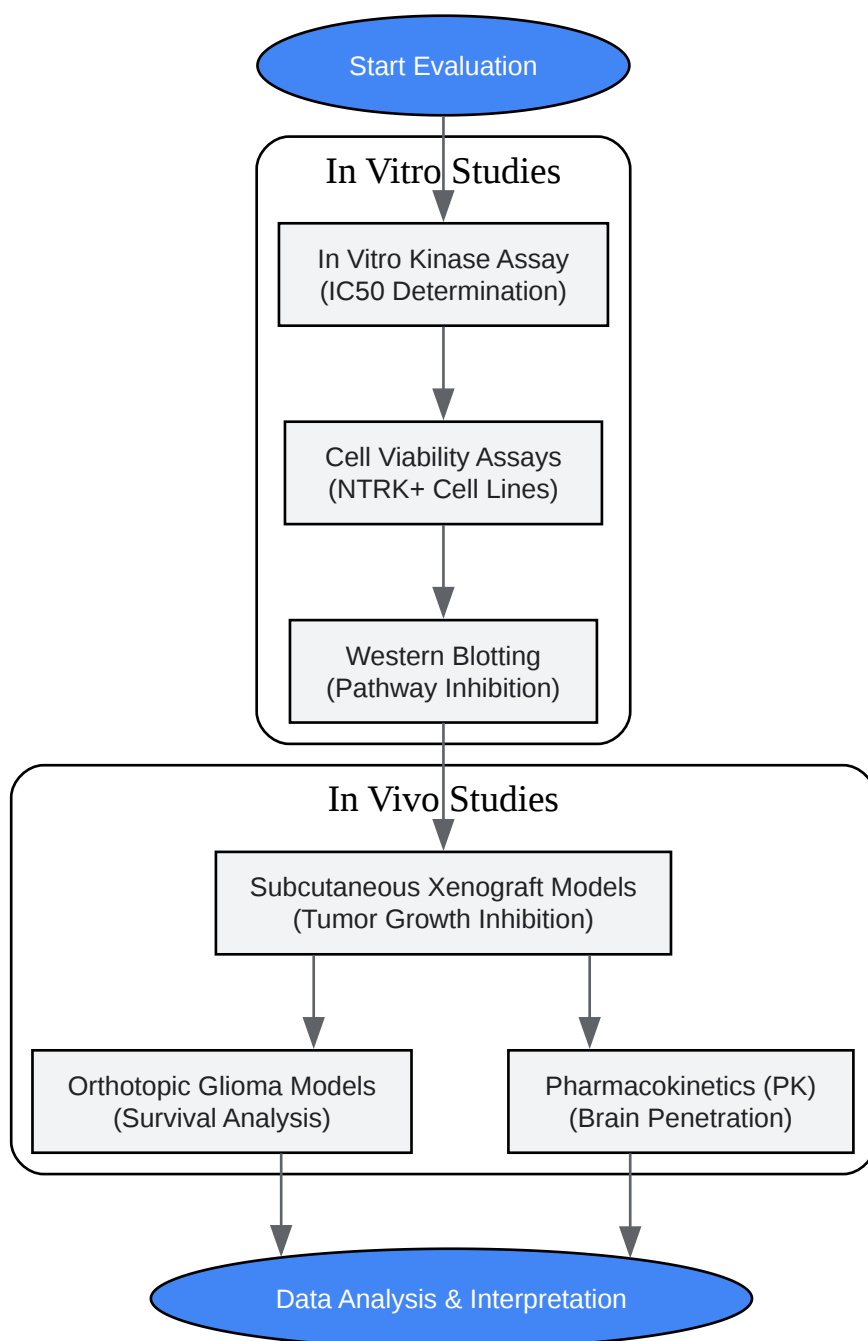 Start Evaluation
In Vitro Studies
In Vitro Kinase Assay
(IC50 Determination)
Cell Viability Assays
(NTRK+ Cell Lines)
Western Blotting
(Pathway Inhibition)
In Vivo Studies
Subcutaneous Xenograft Models
(Tumor Growth Inhibition)
Orthotopic Glioma Models
(Survival Analysis)
Pharmacokinetics (PK)
(Brain Penetration)
Data Analysis & Interpretation